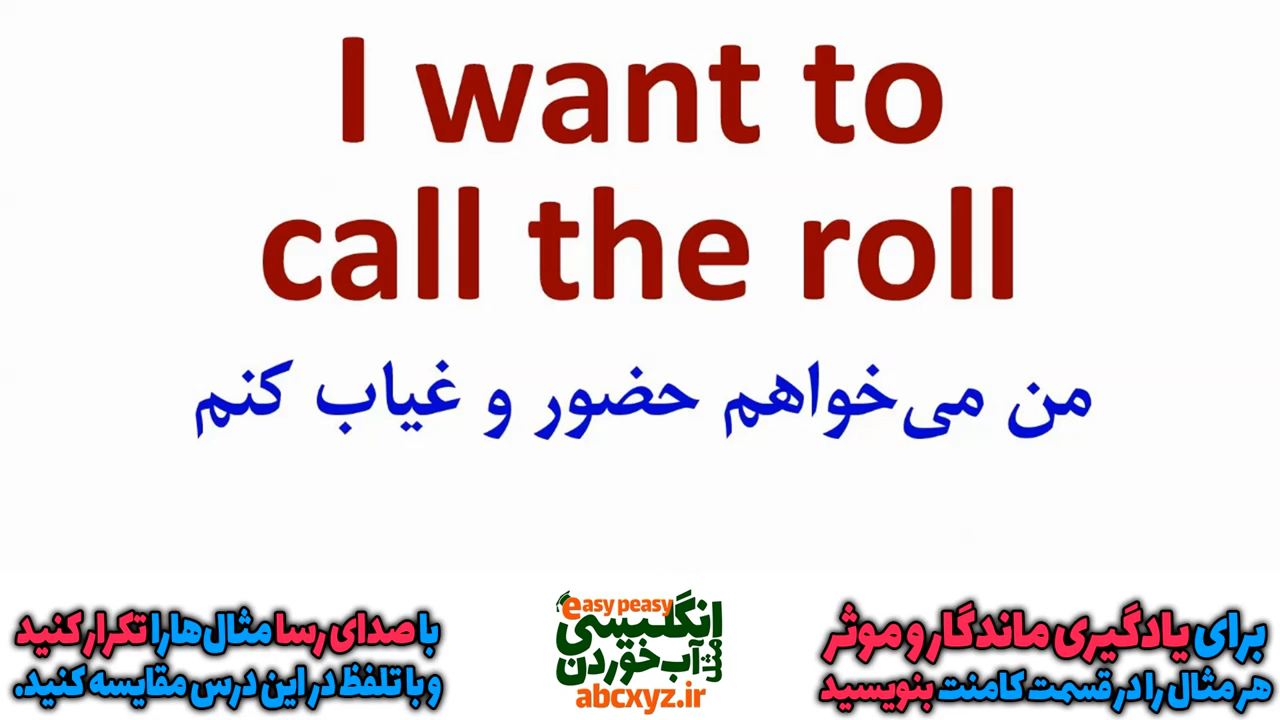 I want to
call the roll
من می‌خواهم حضور و غیاب کنم
برای یادگیری ماندگار و موثر
هر مثال را در قسمت کامنت بنویسید
easy peasy
انگلیسی
مثل آب خوردن
abcxyz.ir
با صدای رسا مثال‌ها را تکرار کنید
و با تلفظ در این درس مقایسه کنید.